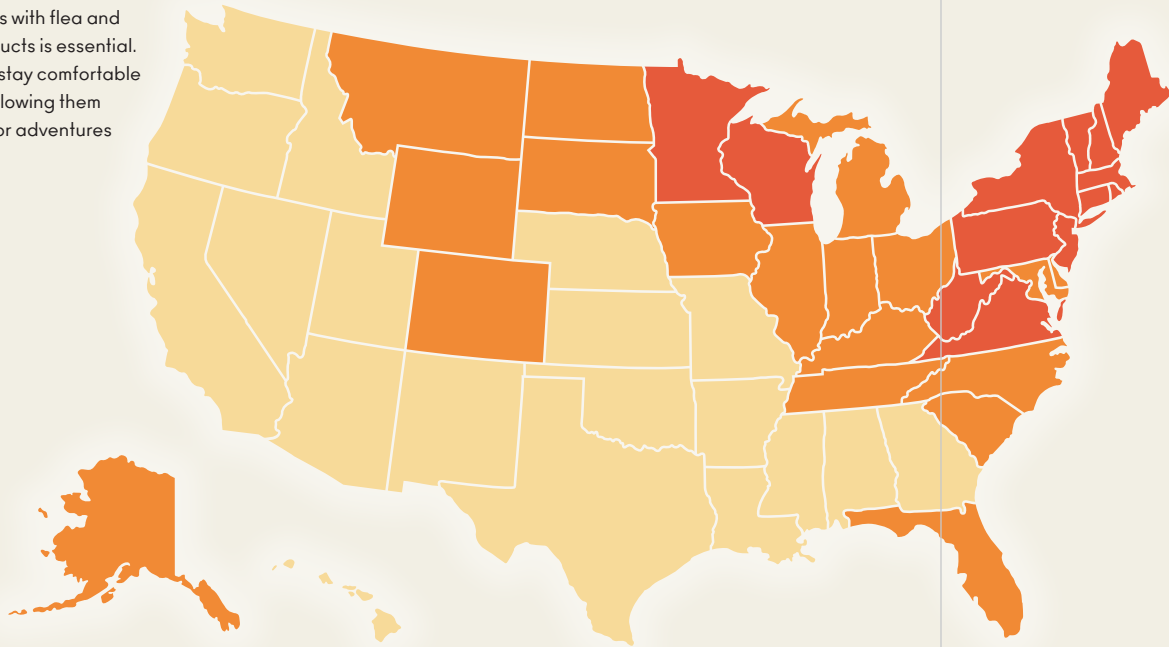 s with flea and
ucts is essential.
stay comfortable
lowing them
or adventures